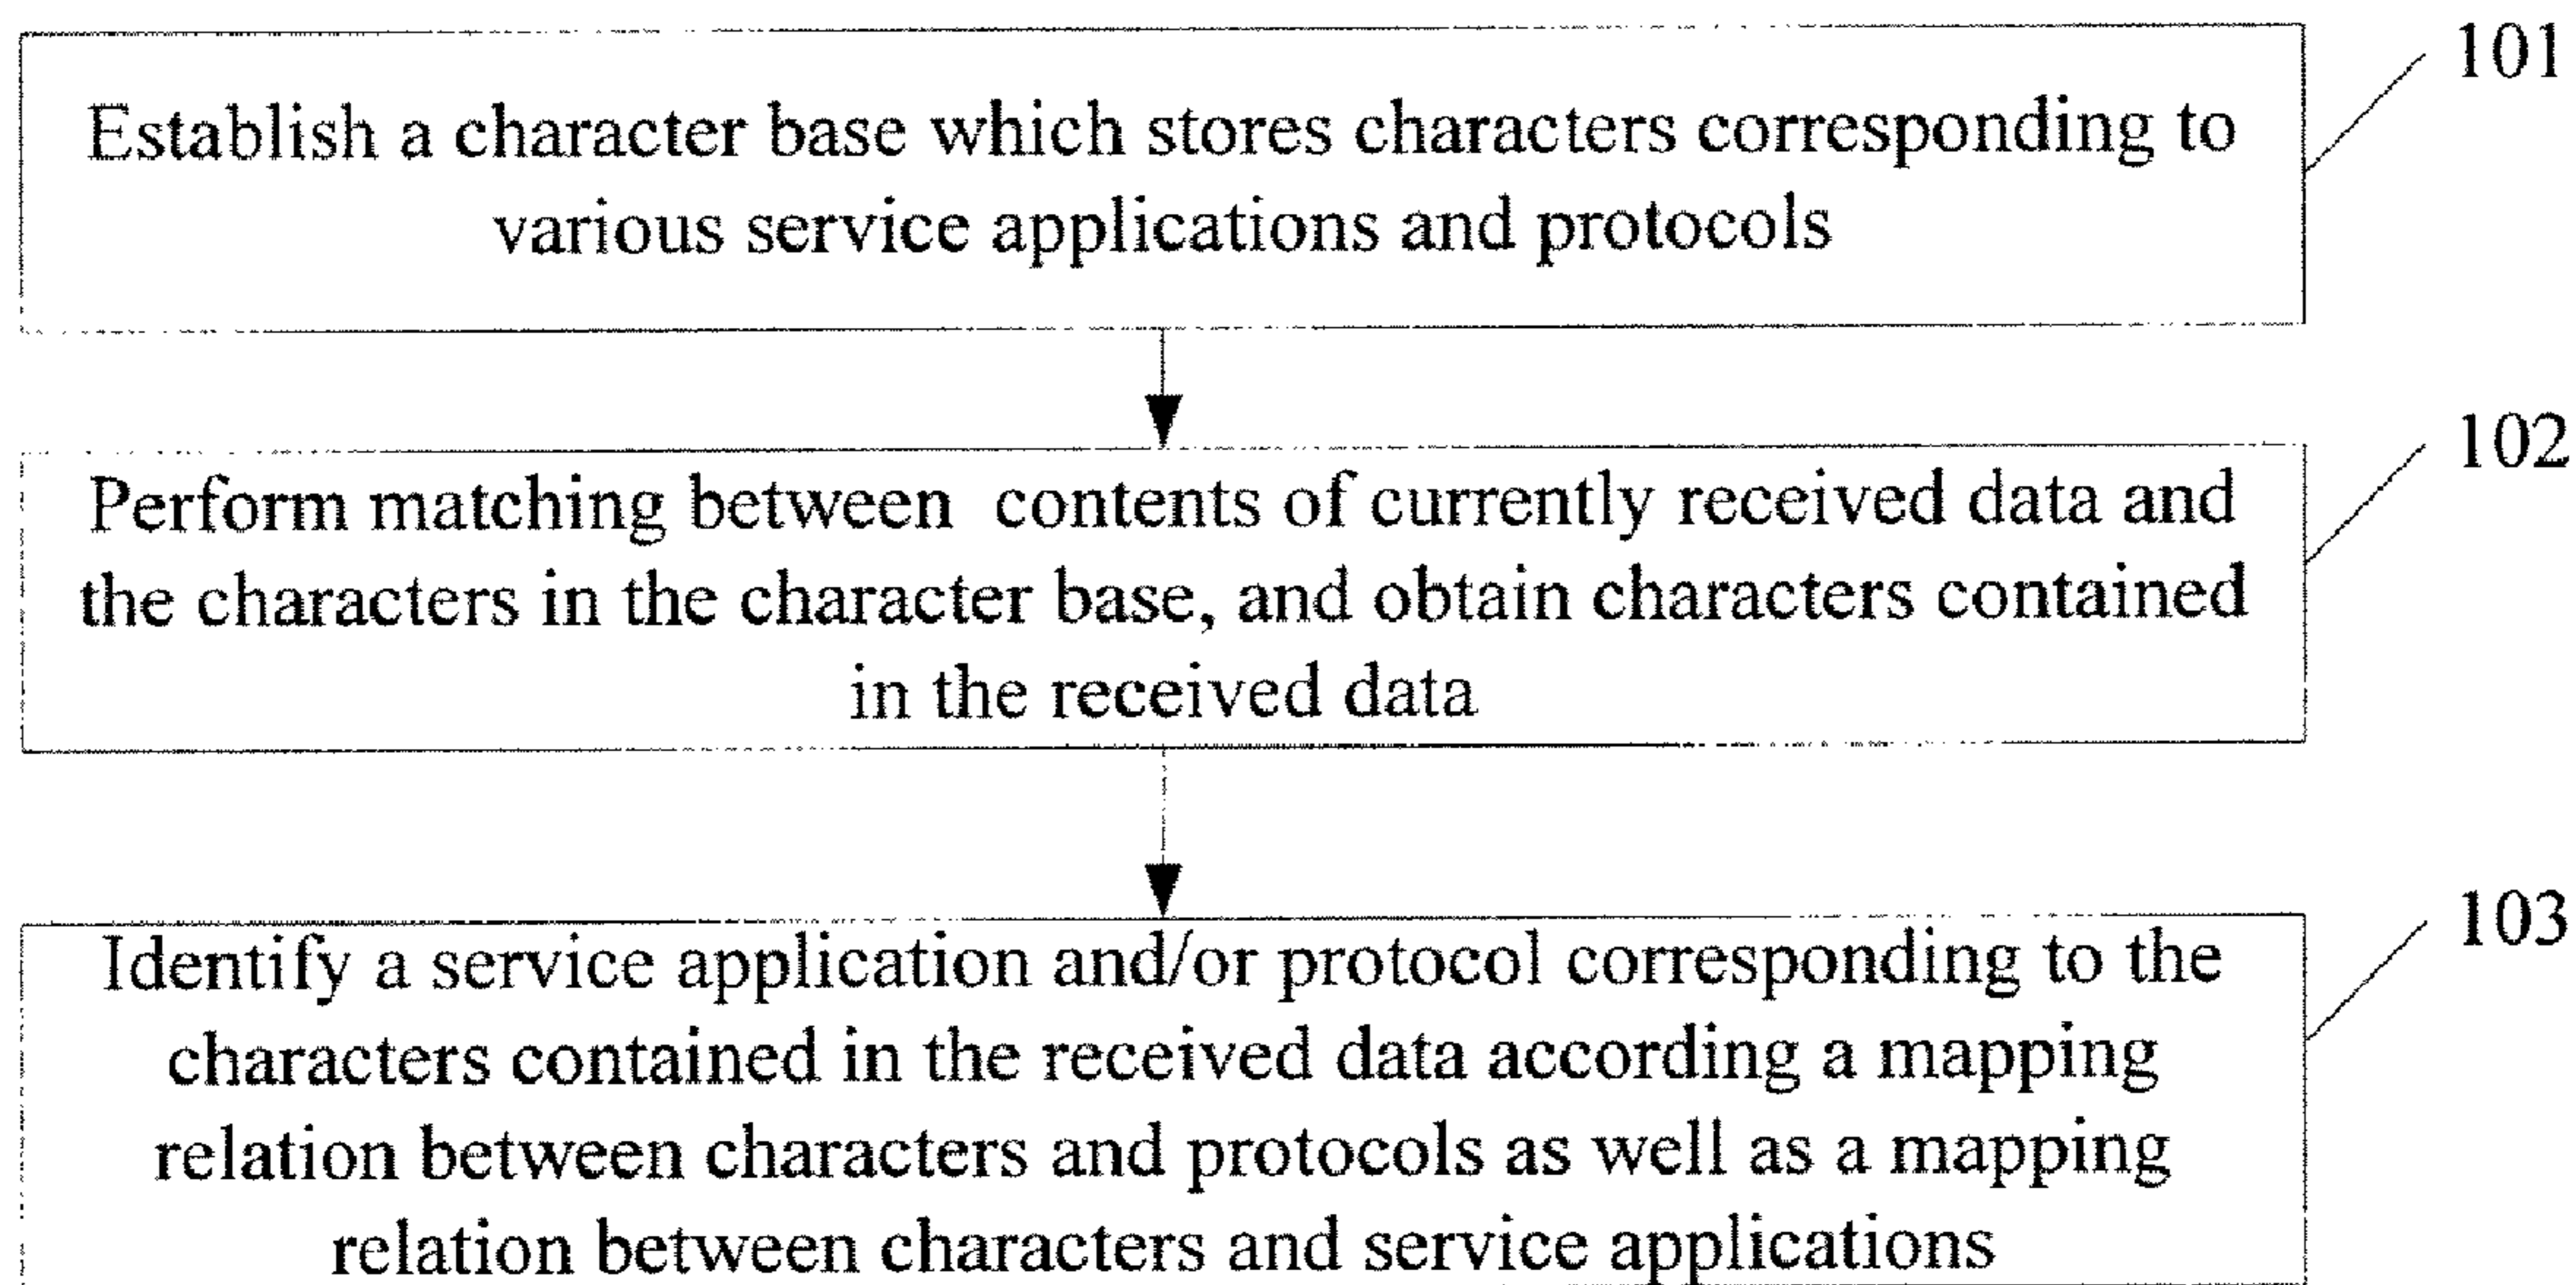 101
Establish a character base which stores characters corresponding to
various service applications and protocols
102
Perform matching between contents of currently received data and
the characters in the character base, and obtain characters contained
in the received data
103
Identify a service application and/or protocol corresponding to the
characters contained in the received data according a mapping
relation between characters and protocols as well as a mapping
relation between characters and service applications